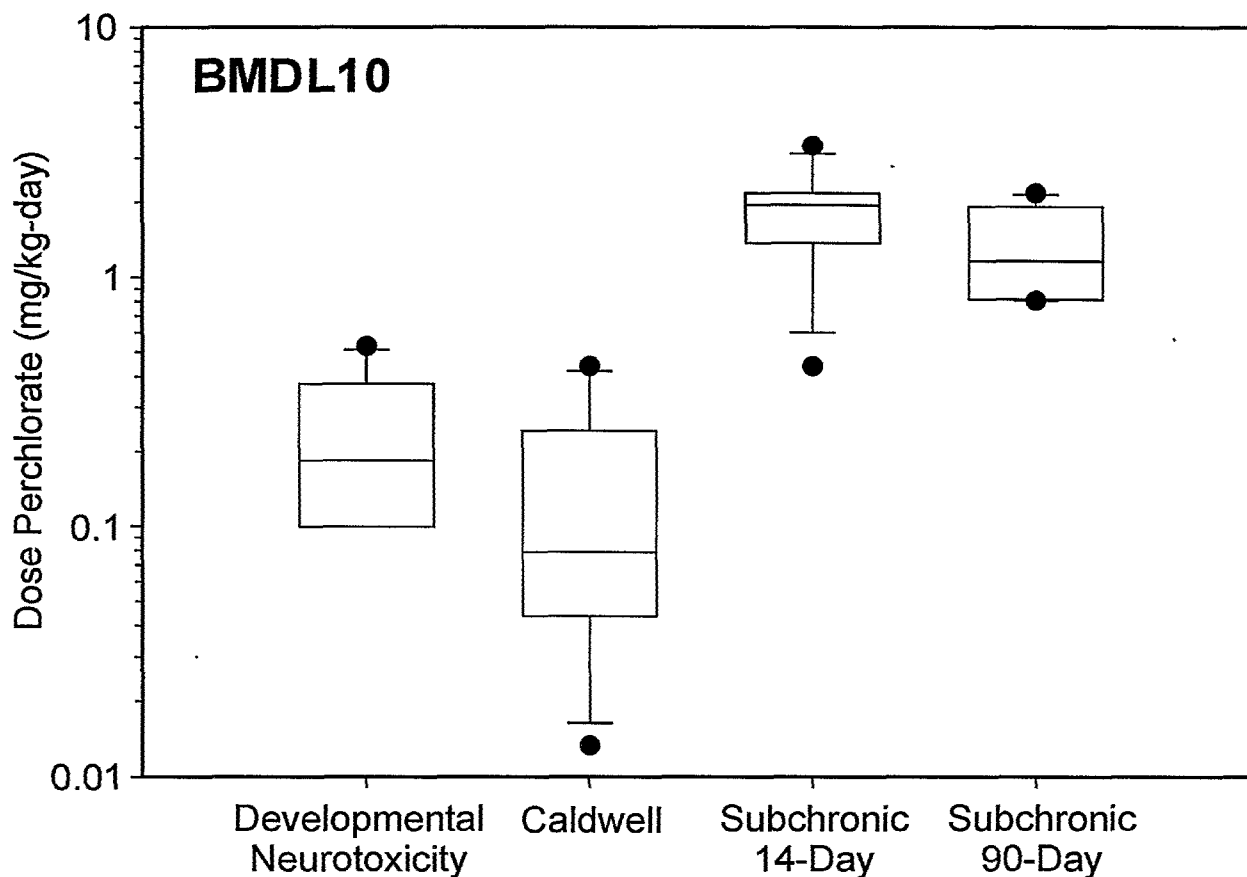 BMDL10
Dose Perchlorate (mg/kg-day)
10
1
0.1
0.01
Developmental
Neurotoxicity
Caldwell
Subchronic
14-Day
Subchronic
90-Day